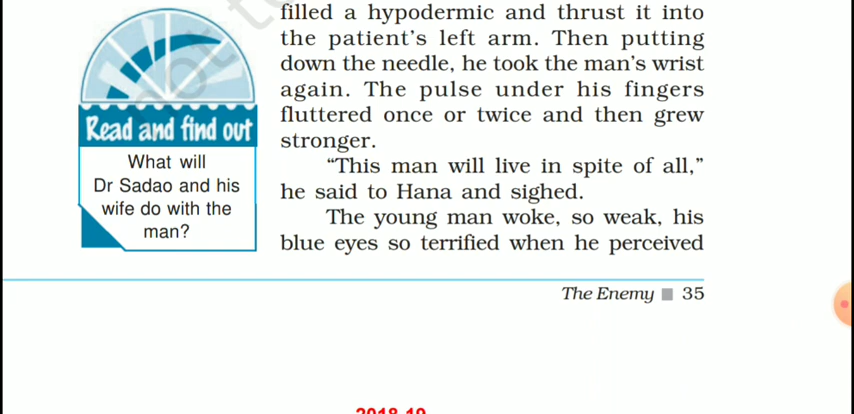 filled a hypodermic and thrust it into
the patient's left arm. Then putting
down the needle, he took the man's wrist
again. The pulse under his fingers
fluttered once or twice and then grew
stronger.
"This man will live in spite of all,"
he said to Hana and sighed.
The young man woke, so weak, his
blue eyes so terrified when he perceived
Read and find out
What will
Dr Sadao and his
wife do with the
man?
The Enemy ■ 35
2018-19